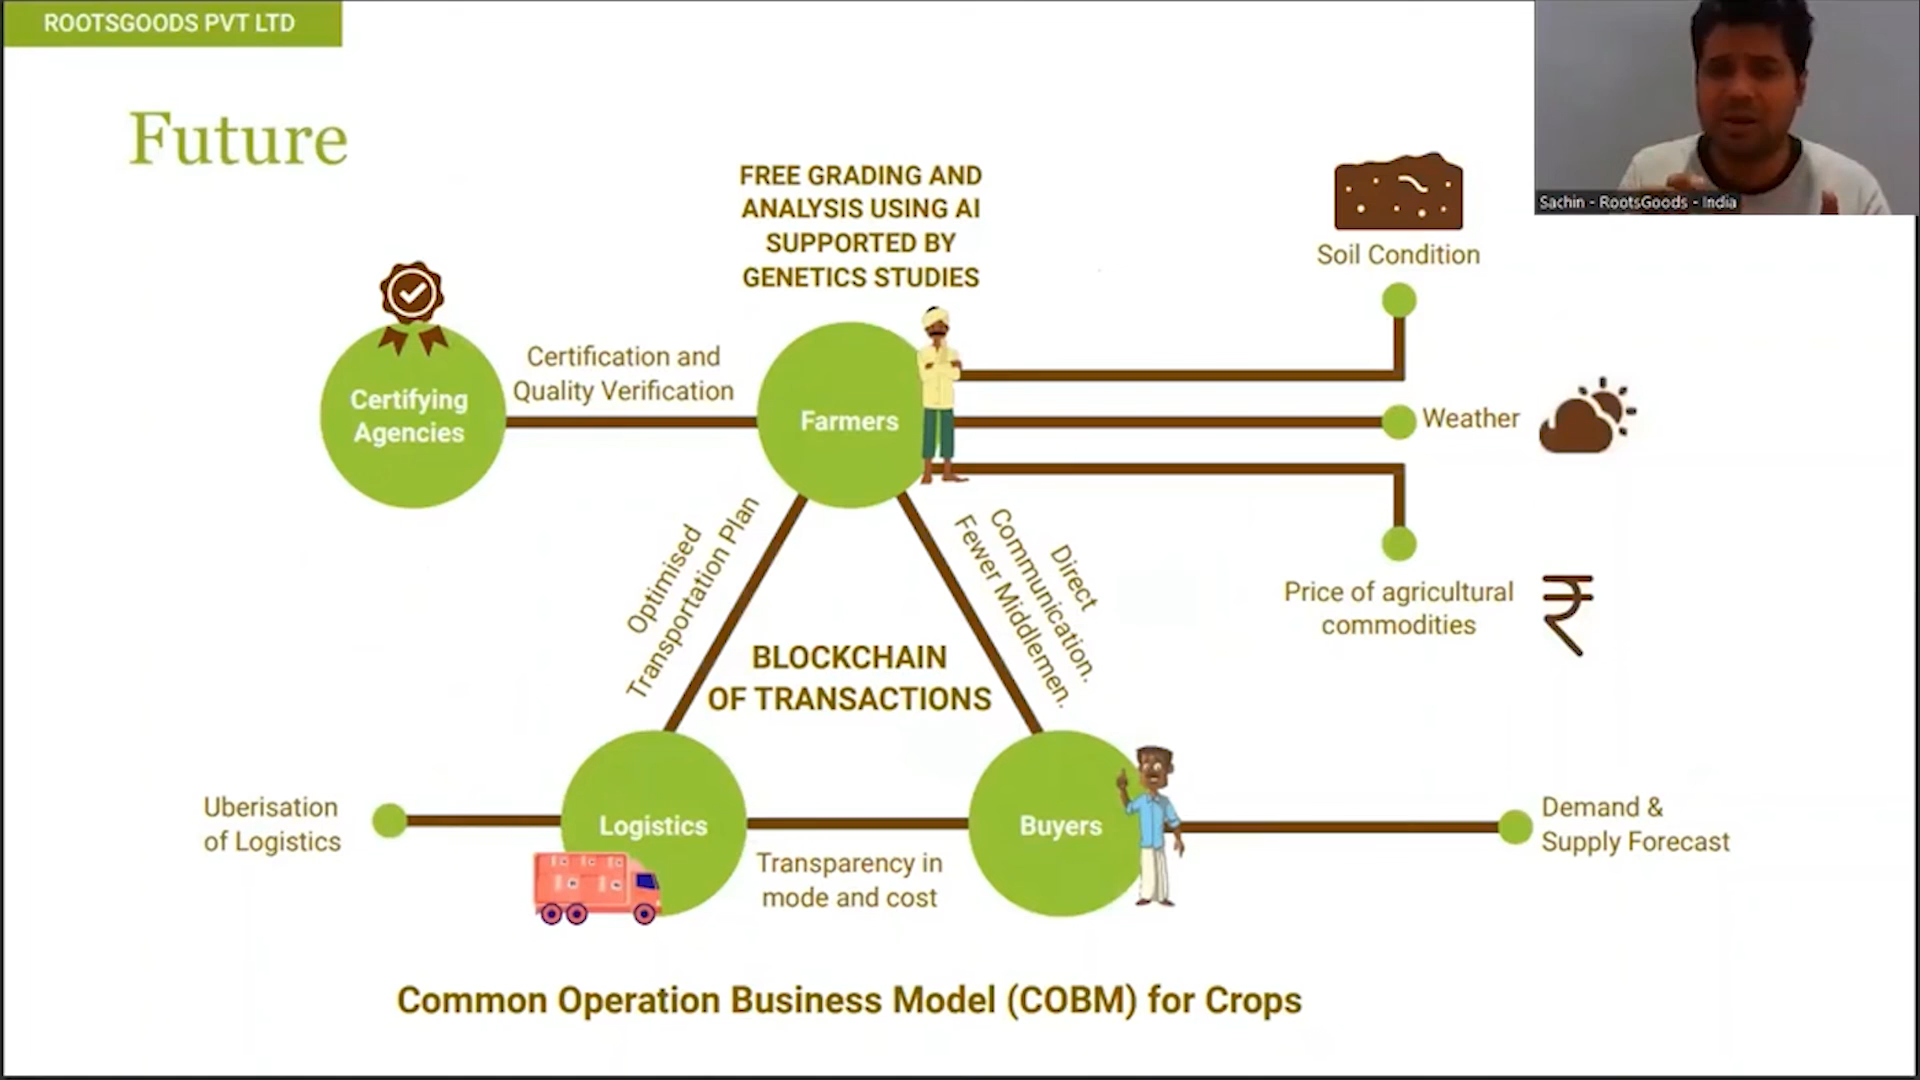 ROOTSGOODS PVT LTD
Future
Sachin - RootsGoods - India
FREE GRADING AND
ANALYSIS USING AI
SUPPORTED BY
GENETICS STUDIES
Soil Condition
Certifying
Agencies
Certification and
Quality Verification
Farmers
Weather
Price of agricultural
commodities
₹
Optimised
Transportation Plan
Direct
Communication.
Fewer Middlemen.
BLOCKCHAIN
OF TRANSACTIONS
Uberisation
of Logistics
Logistics
Transparency in
mode and cost
Buyers
Demand &
Supply Forecast
Common Operation Business Model (COBM) for Crops